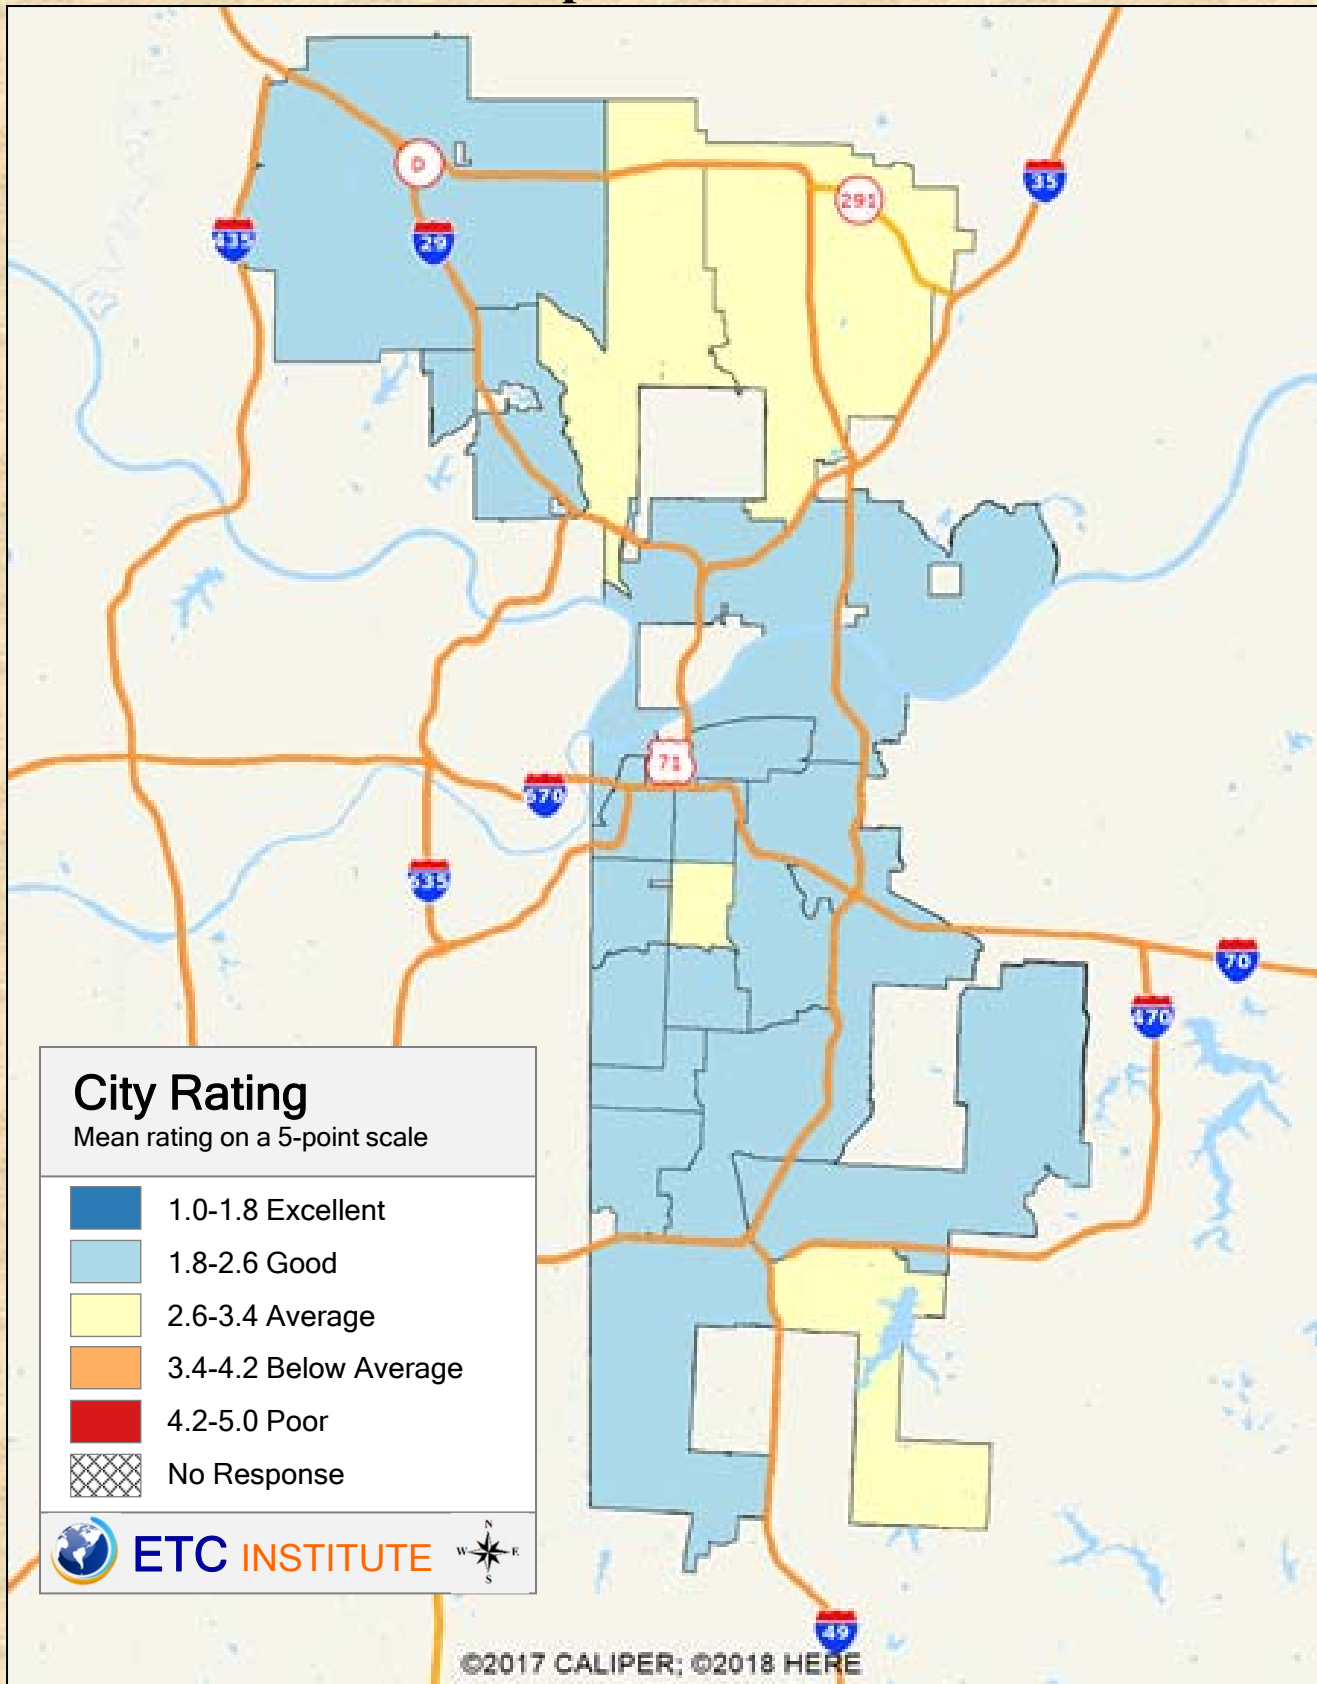 D
291
35
435
29
71
670
635
70
470
City Rating
Mean rating on a 5-point scale
1.0-1.8 Excellent
1.8-2.6 Good
2.6-3.4 Average
3.4-4.2 Below Average
4.2-5.0 Poor
No Response
ETC INSTITUTE
N
W E
S
49
©2017 CALIPER; ©2018 HERE